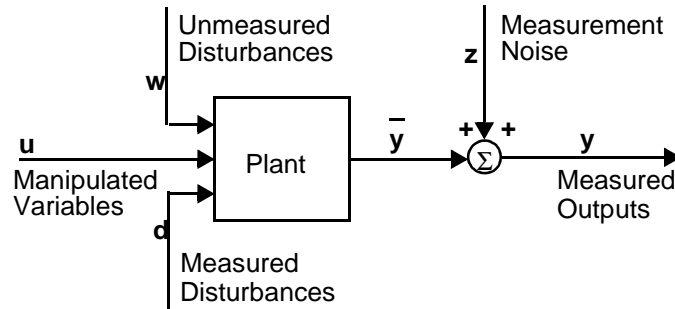 Unmeasured
Disturbances
w
Measurement
Noise
z
u
Manipulated
Variables
Plant
y
+ +
Σ
y
Measured
Outputs
d
Measured
Disturbances